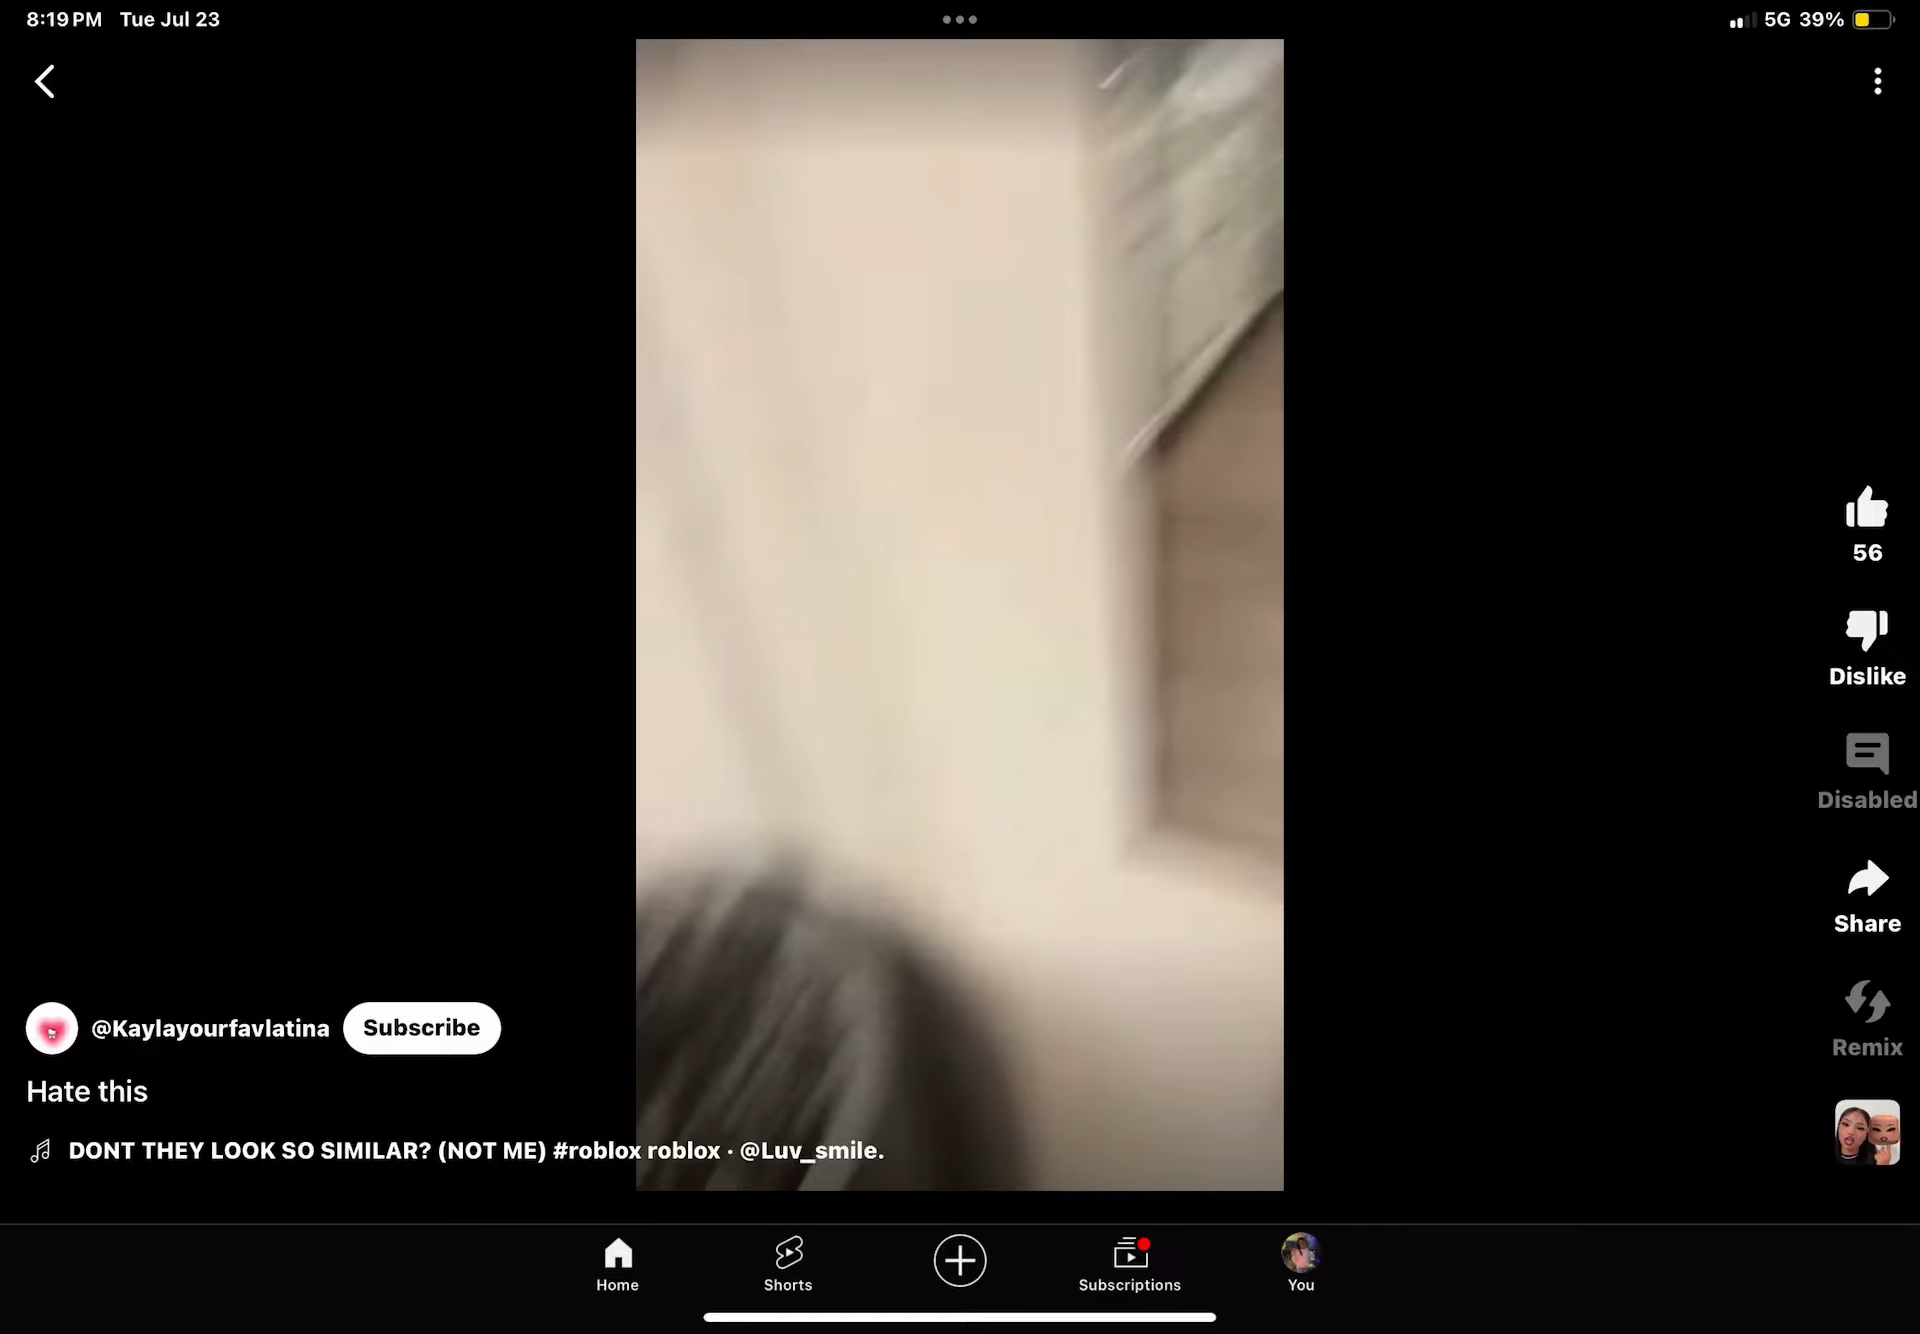 8:19 PM Tue Jul 23
5G 39%
56
Dislike
Disabled
Share
@Kaylayourfavlatina Subscribe
Hate this
Remix
DONT THEY LOOK SO SIMILAR? (NOT ME) #roblox roblox · @Luv_smile.
Home Shorts Subscriptions You